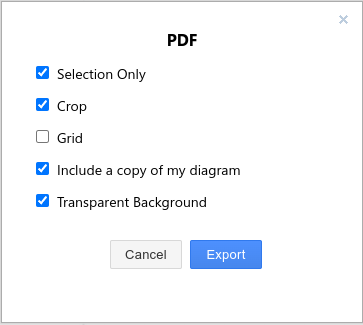 PDF
Selection Only
Crop
Grid
Include a copy of my diagram
Transparent Background
Cancel
Export